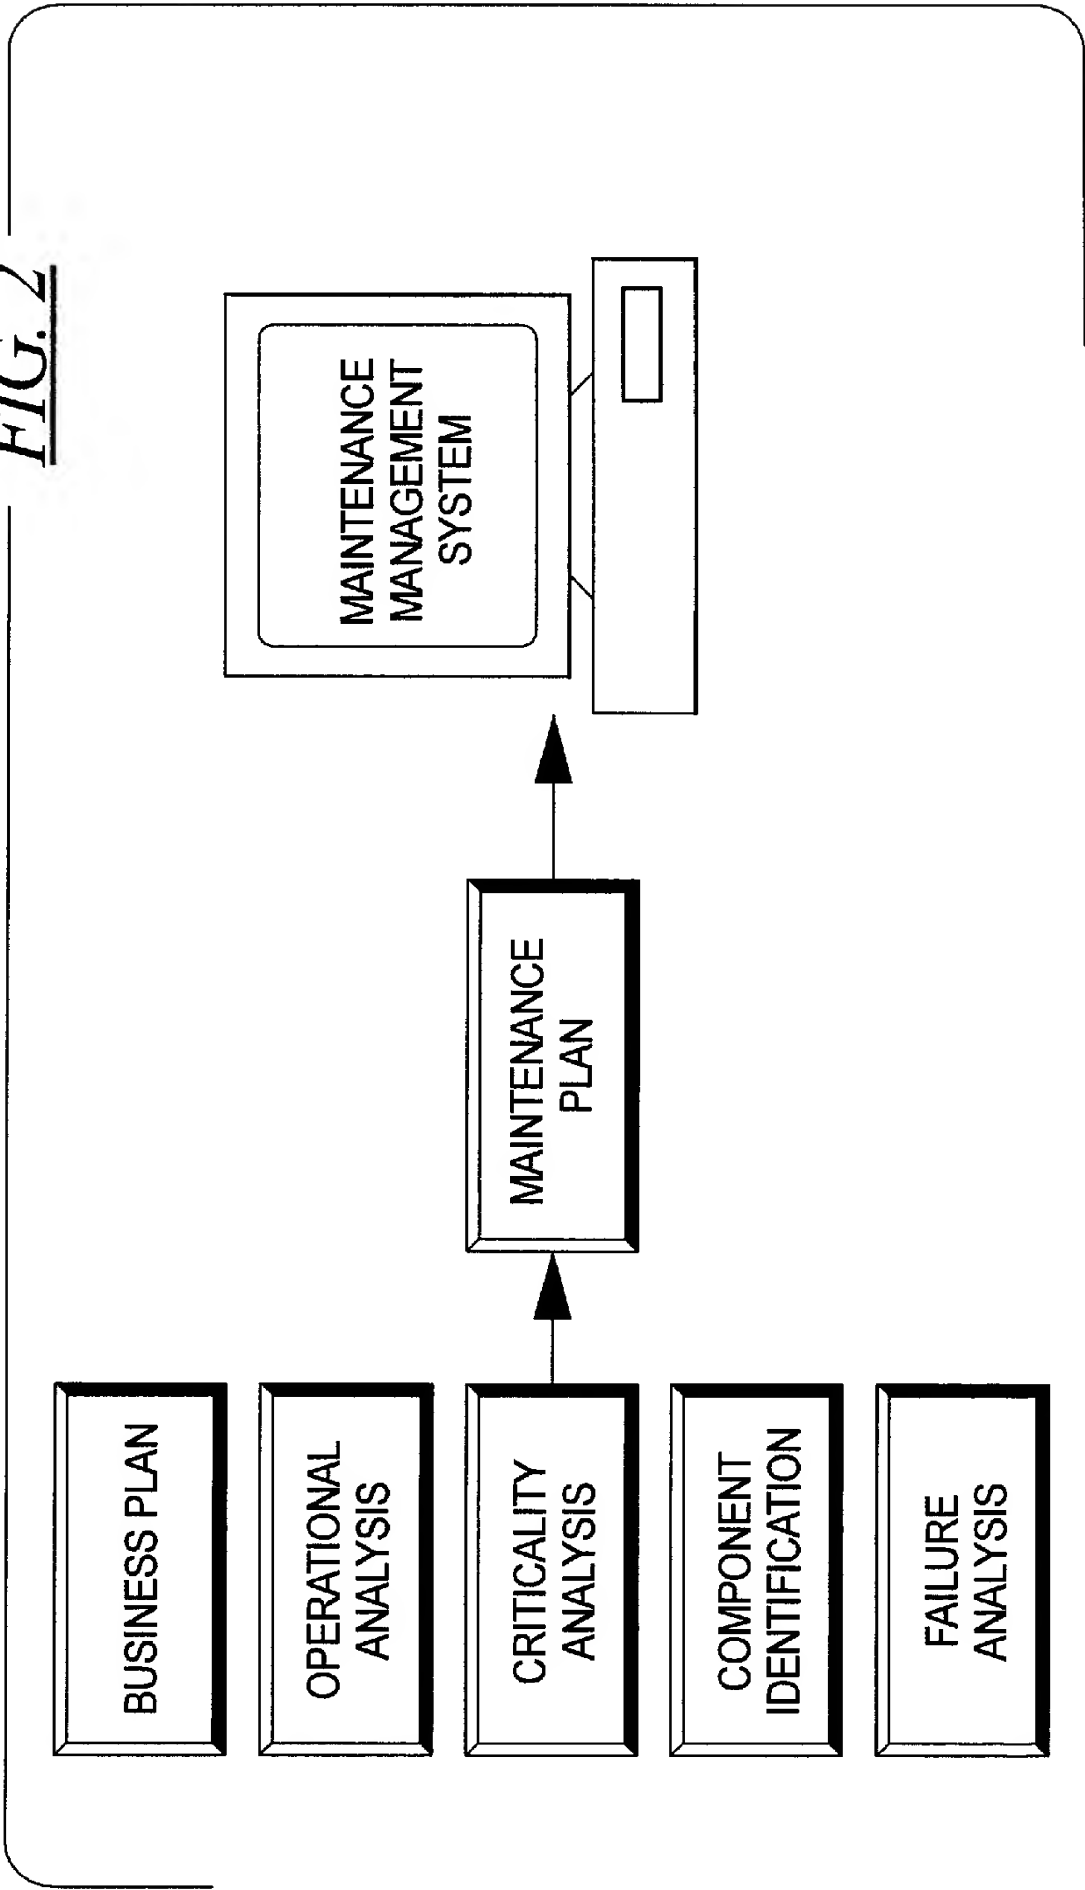 FIG. 2
BUSINESS PLAN
OPERATIONAL
ANALYSIS
CRITICALITY
ANALYSIS
COMPONENT
IDENTIFICATION
FAILURE
ANALYSIS
MAINTENANCE
PLAN
MAINTENANCE
MANAGEMENT
SYSTEM